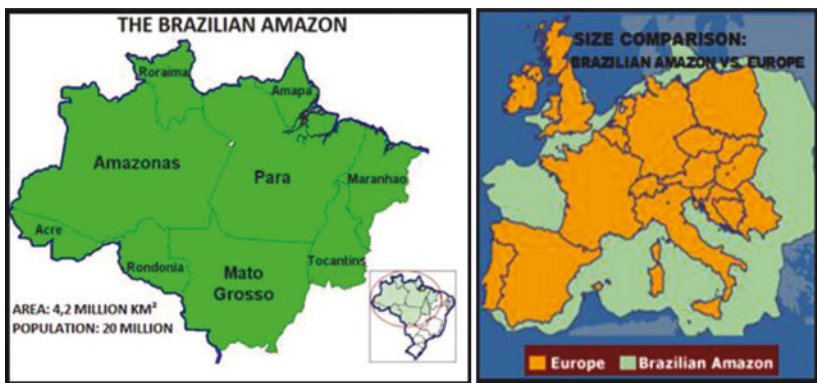 THE BRAZILIAN AMAZON
Roraima
Amapa
Amazonas
Para
Maranhao
Acre
Rondonia
Mato
Grosso
Tocantins
AREA: 4,2 MILLION KM²
POPULATION: 20 MILLION
SIZE COMPARISON:
BRAZILIAN AMAZON VS. EUROPE
Europe
Brazilian Amazon